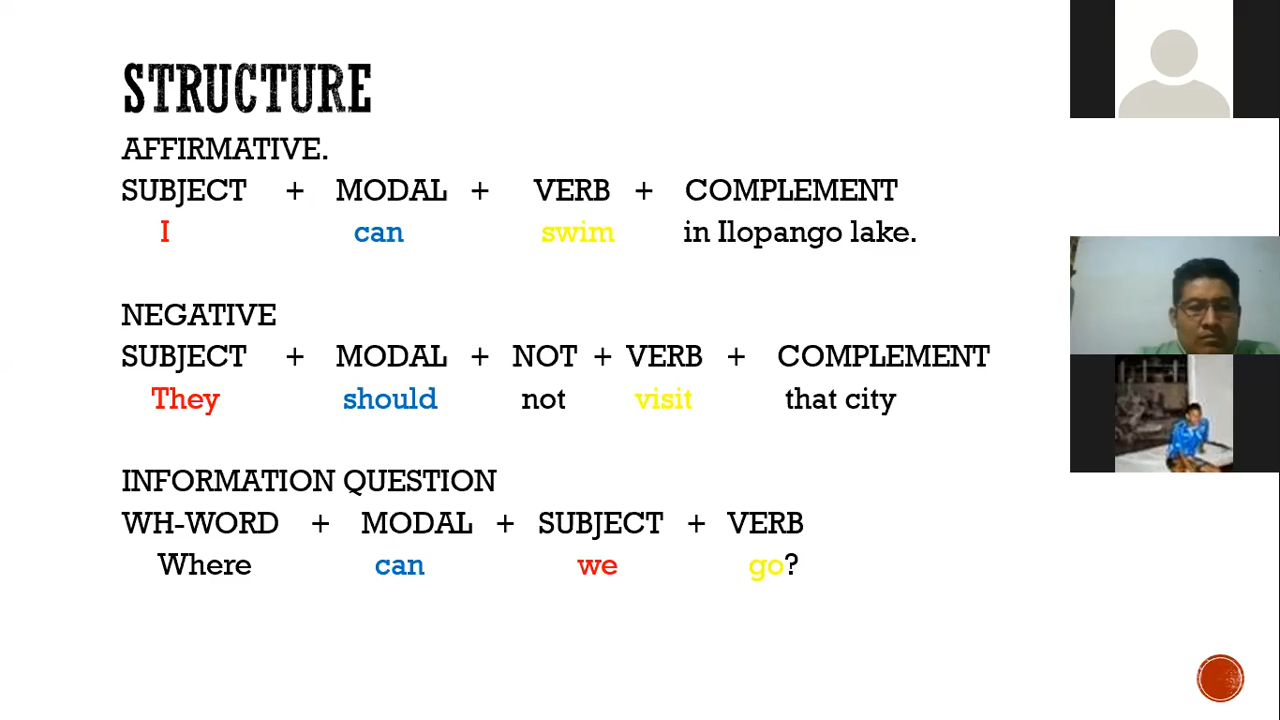 STRUCTURE
AFFIRMATIVE.
SUBJECT + MODAL + VERB + COMPLEMENT
I can swim in Ilopango lake.
NEGATIVE
SUBJECT + MODAL + NOT + VERB + COMPLEMENT
They should not visit that city
INFORMATION QUESTION
WH-WORD + MODAL + SUBJECT + VERB
Where can we go?